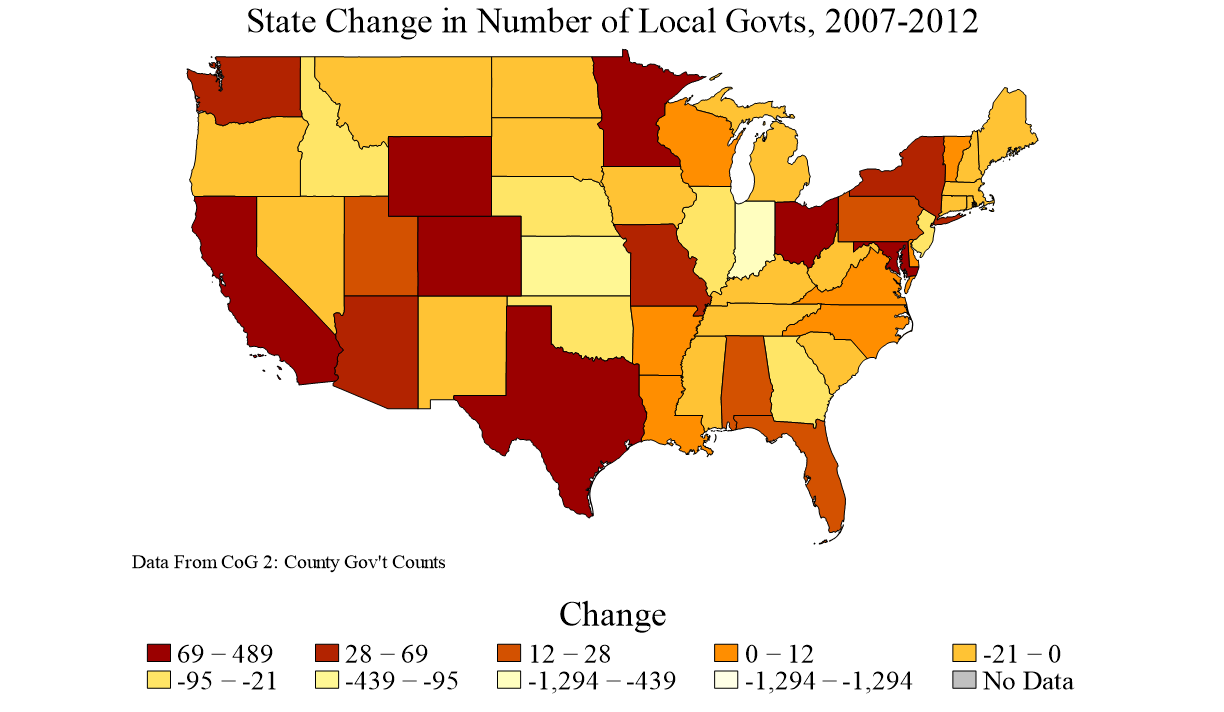 State Change in Number of Local Govts, 2007-2012
Data From CoG 2: County Gov't Counts
Change
69 – 489 28 – 69 12 – 28 0 – 12 -21 – 0
-95 – -21 -439 – -95 -1,294 – -439 -1,294 – -1,294 No Data